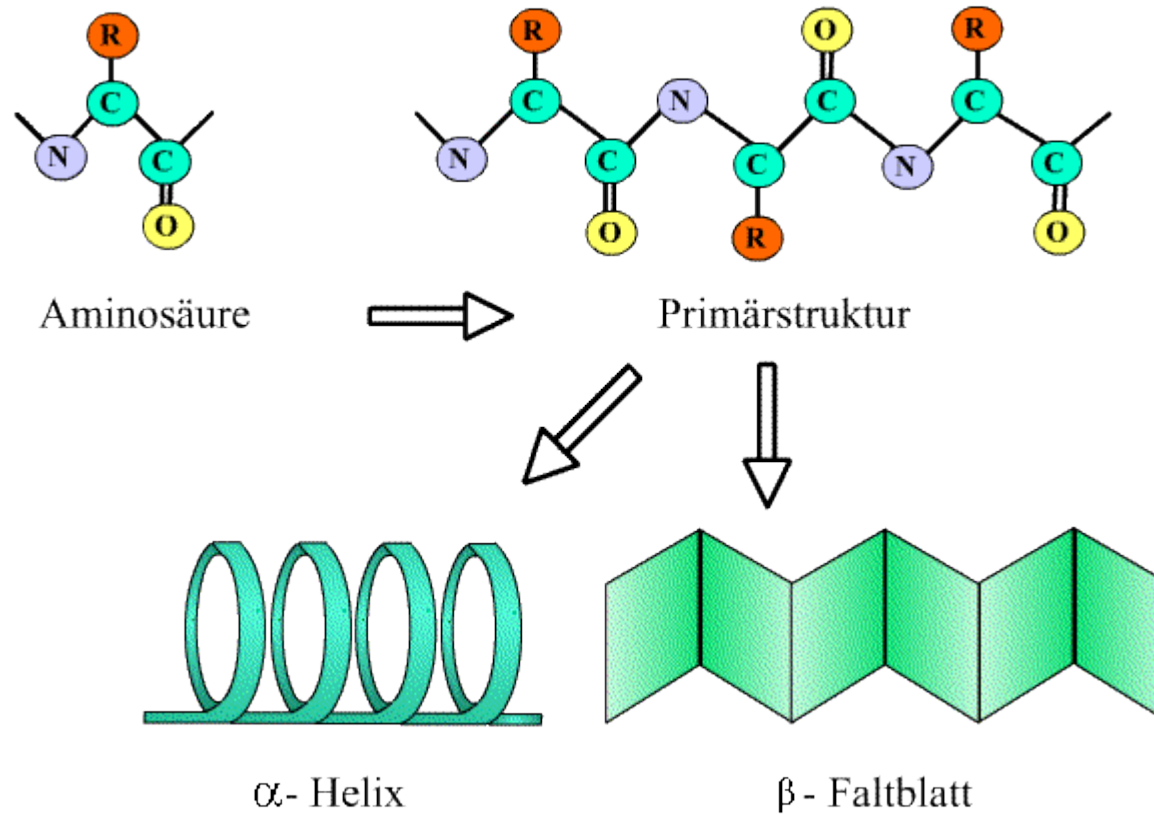 R
O
R
C
C
N
C
C
N
C
N
C
C
N
C
O
O
R
O
Aminosäure
Primärstruktur
α- Helix
β- Faltblatt